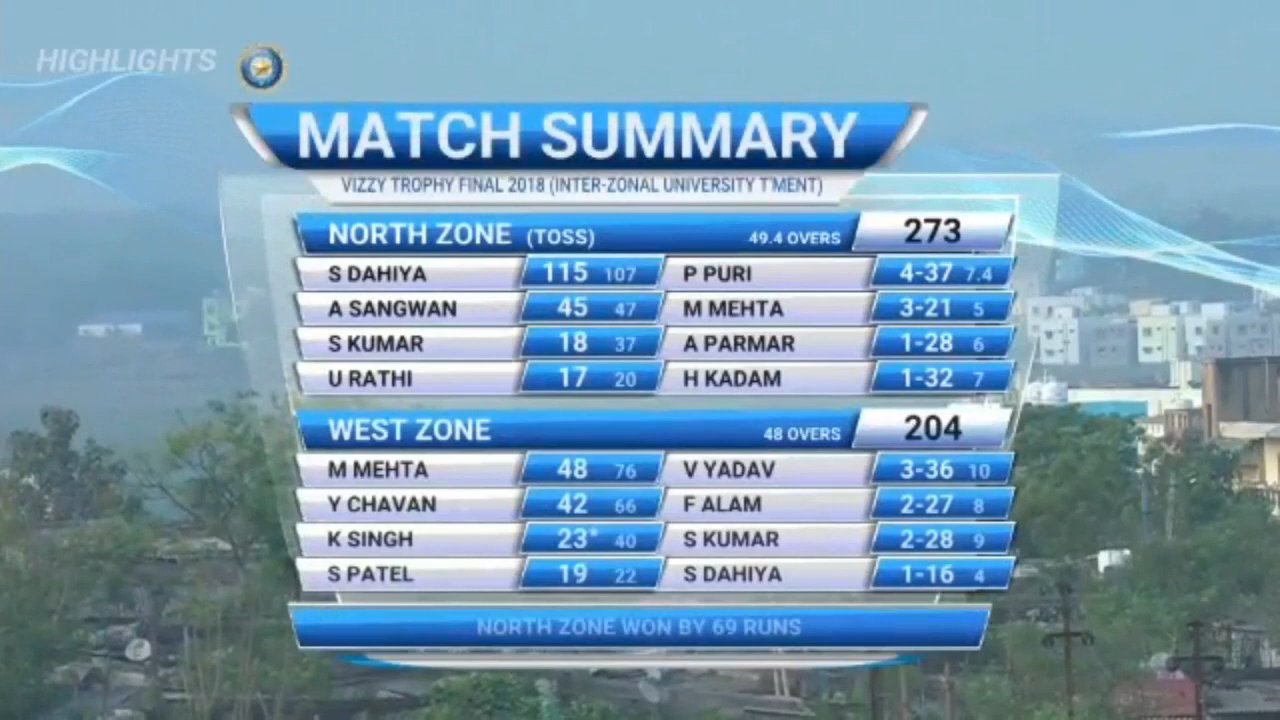 HIGHLIGHTS
MATCH SUMMARY
VIZZY TROPHY FINAL 2018 (INTER-ZONAL UNIVERSITY T'MENT)
NORTH ZONE (TOSS) 49.4 OVERS 273
S DAHIYA 115 107 P PURI 4-37 7.4
A SANGWAN 45 47 M MEHTA 3-21 5
S KUMAR 18 37 A PARMAR 1-28 6
U RATHI 17 20 H KADAM 1-32 7
WEST ZONE 48 OVERS 204
M MEHTA 48 76 V YADAV 3-36 10
Y CHAVAN 42 66 F ALAM 2-27 8
K SINGH 23* 40 S KUMAR 2-28 9
S PATEL 19 22 S DAHIYA 1-16 4
NORTH ZONE WON BY 69 RUNS